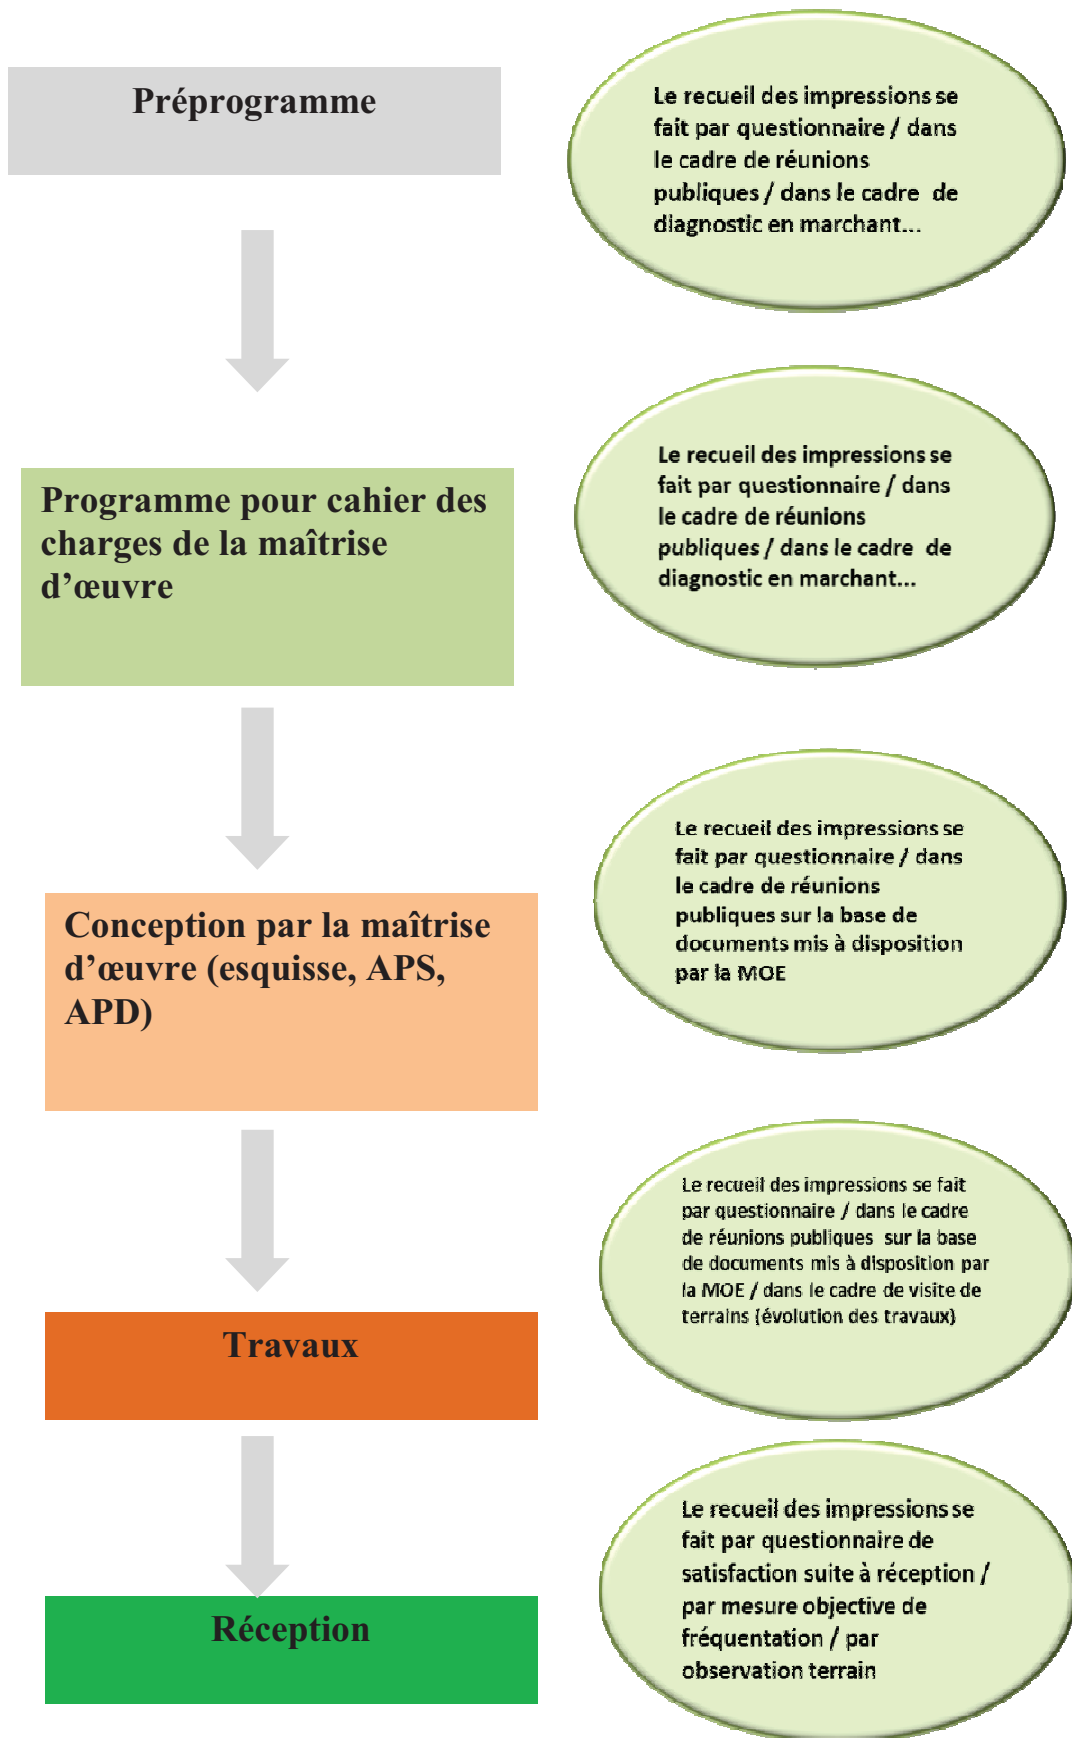 Préprogramme
Le recueil des impressions se
fait par questionnaire / dans
le cadre de réunions
publiques / dans le cadre de
diagnostic en marchant...
Programme pour cahier des
charges de la maîtrise
d’œuvre
Le recueil des impressions se
fait par questionnaire / dans
le cadre de réunions
publiques / dans le cadre de
diagnostic en marchant...
Conception par la maîtrise
d’œuvre (esquisse, APS,
APD)
Le recueil des impressions se
fait par questionnaire / dans
le cadre de réunions
publiques sur la base de
documents mis à disposition
par la MOE
Travaux
Le recueil des impressions se fait
par questionnaire / dans le cadre
de réunions publiques sur la base
de documents mis à disposition par
la MOE / dans le cadre de visite de
terrains (évolution des travaux)
Réception
Le recueil des impressions se
fait par questionnaire de
satisfaction suite à réception /
par mesure objective de
fréquentation / par
observation terrain